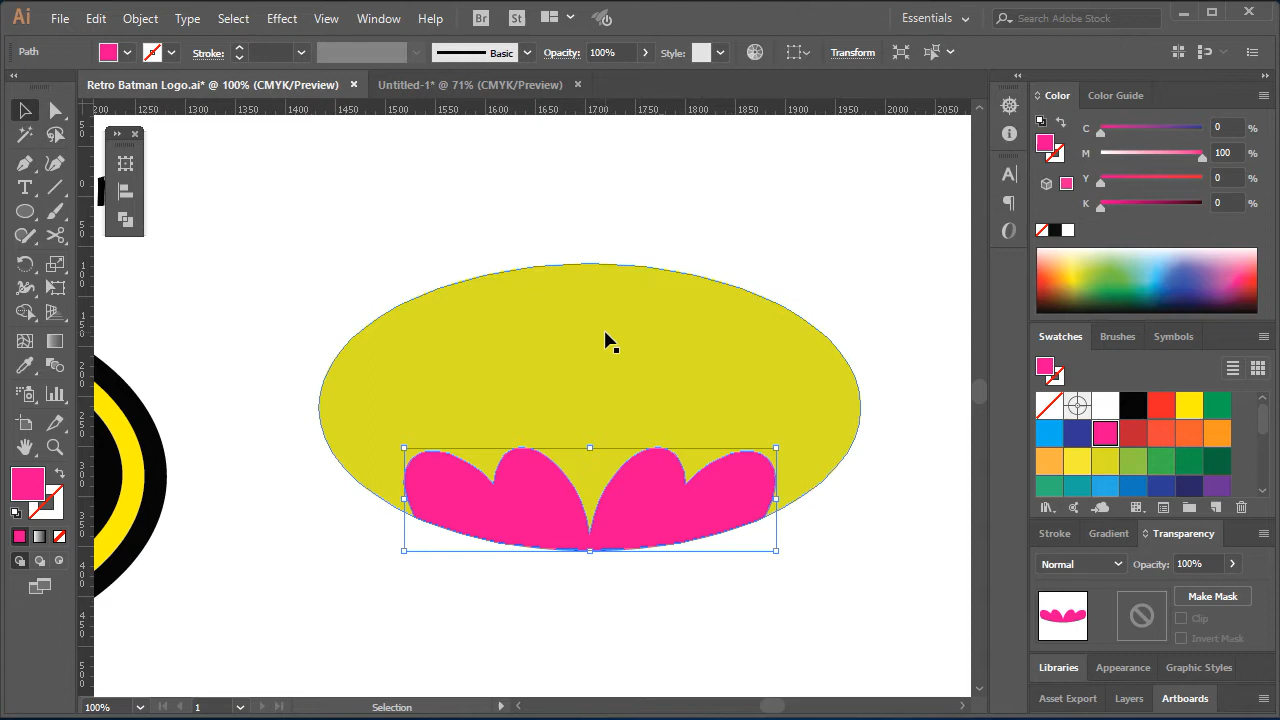 Ai File Edit Object Type Select Effect View Window Help Br St Essentials Search Adobe Stock
Path Stroke: Basic Opacity: 100% Style: Transform
Retro Batman Logo.ai* @ 100% (CMYK/Preview) Untitled-1* @ 71% (CMYK/Preview)
1200 1250 1300 1350 1400 1450 1500 1550 1600 1650 1700 1750 1800 1850 1900 1950 2000 2050
Color Color Guide
C 0 %
M 100 %
Y 0 %
K 0 %
Swatches Brushes Symbols
Stroke Gradient Transparency
Normal Opacity: 100%
Make Mask
Clip
Invert Mask
Libraries Appearance Graphic Styles
Asset Export Layers Artboards
100% 1 Selection